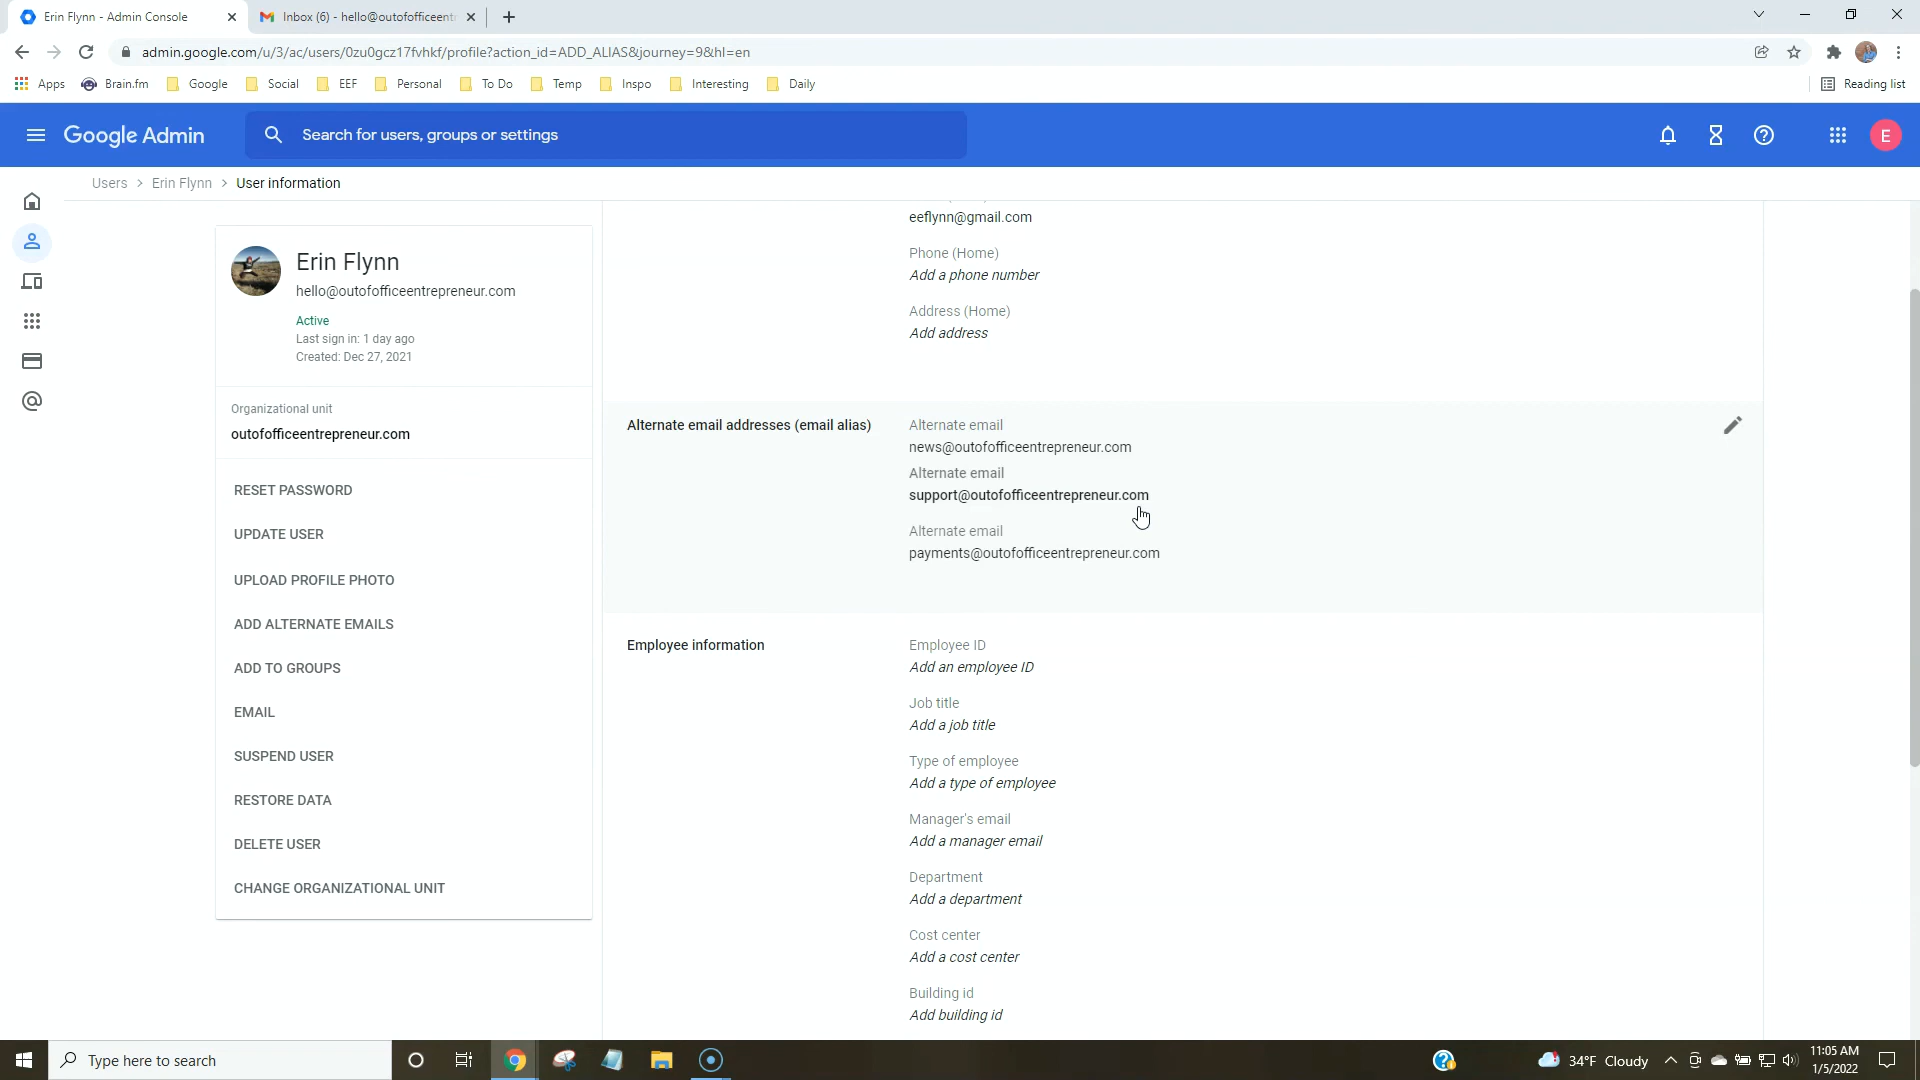 Erin Flynn - Admin Console
Inbox (6) - hello@outofofficeentr
admin.google.com/u/3/ac/users/0zu0gcz17fvhkf/profile?action_id=ADD_ALIAS&journey=9&hl=en
Apps
Brain.fm
Google
Social
EEF
Personal
To Do
Temp
Inspo
Interesting
Daily
Reading list
Google Admin
Search for users, groups or settings
E
Users > Erin Flynn > User information
Erin Flynn
hello@outofofficeentrepreneur.com
Active
Last sign in: 1 day ago
Created: Dec 27, 2021
Organizational unit
outofofficeentrepreneur.com
RESET PASSWORD
UPDATE USER
UPLOAD PROFILE PHOTO
ADD ALTERNATE EMAILS
ADD TO GROUPS
EMAIL
SUSPEND USER
RESTORE DATA
DELETE USER
CHANGE ORGANIZATIONAL UNIT
eeflynn@gmail.com
Phone (Home)
Add a phone number
Address (Home)
Add address
Alternate email addresses (email alias)
Alternate email
news@outofofficeentrepreneur.com
Alternate email
support@outofofficeentrepreneur.com
Alternate email
payments@outofofficeentrepreneur.com
Employee information
Employee ID
Add an employee ID
Job title
Add a job title
Type of employee
Add a type of employee
Manager's email
Add a manager email
Department
Add a department
Cost center
Add a cost center
Building id
Add building id
Type here to search
34°F Cloudy
11:05 AM
1/5/2022